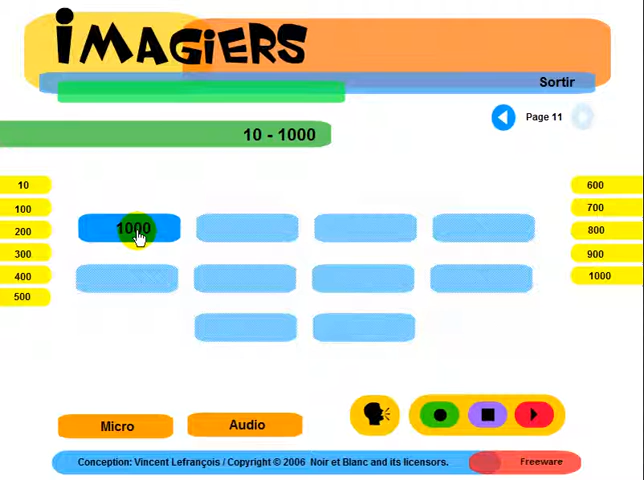 iMAGiERS
Sortir
Page 11
10 - 1000
10
100
200
300
400
500
600
700
800
900
1000
1000
Micro
Audio
Conception: Vincent Lefrançois / Copyright © 2006 Noir et Blanc and its licensors.
Freeware